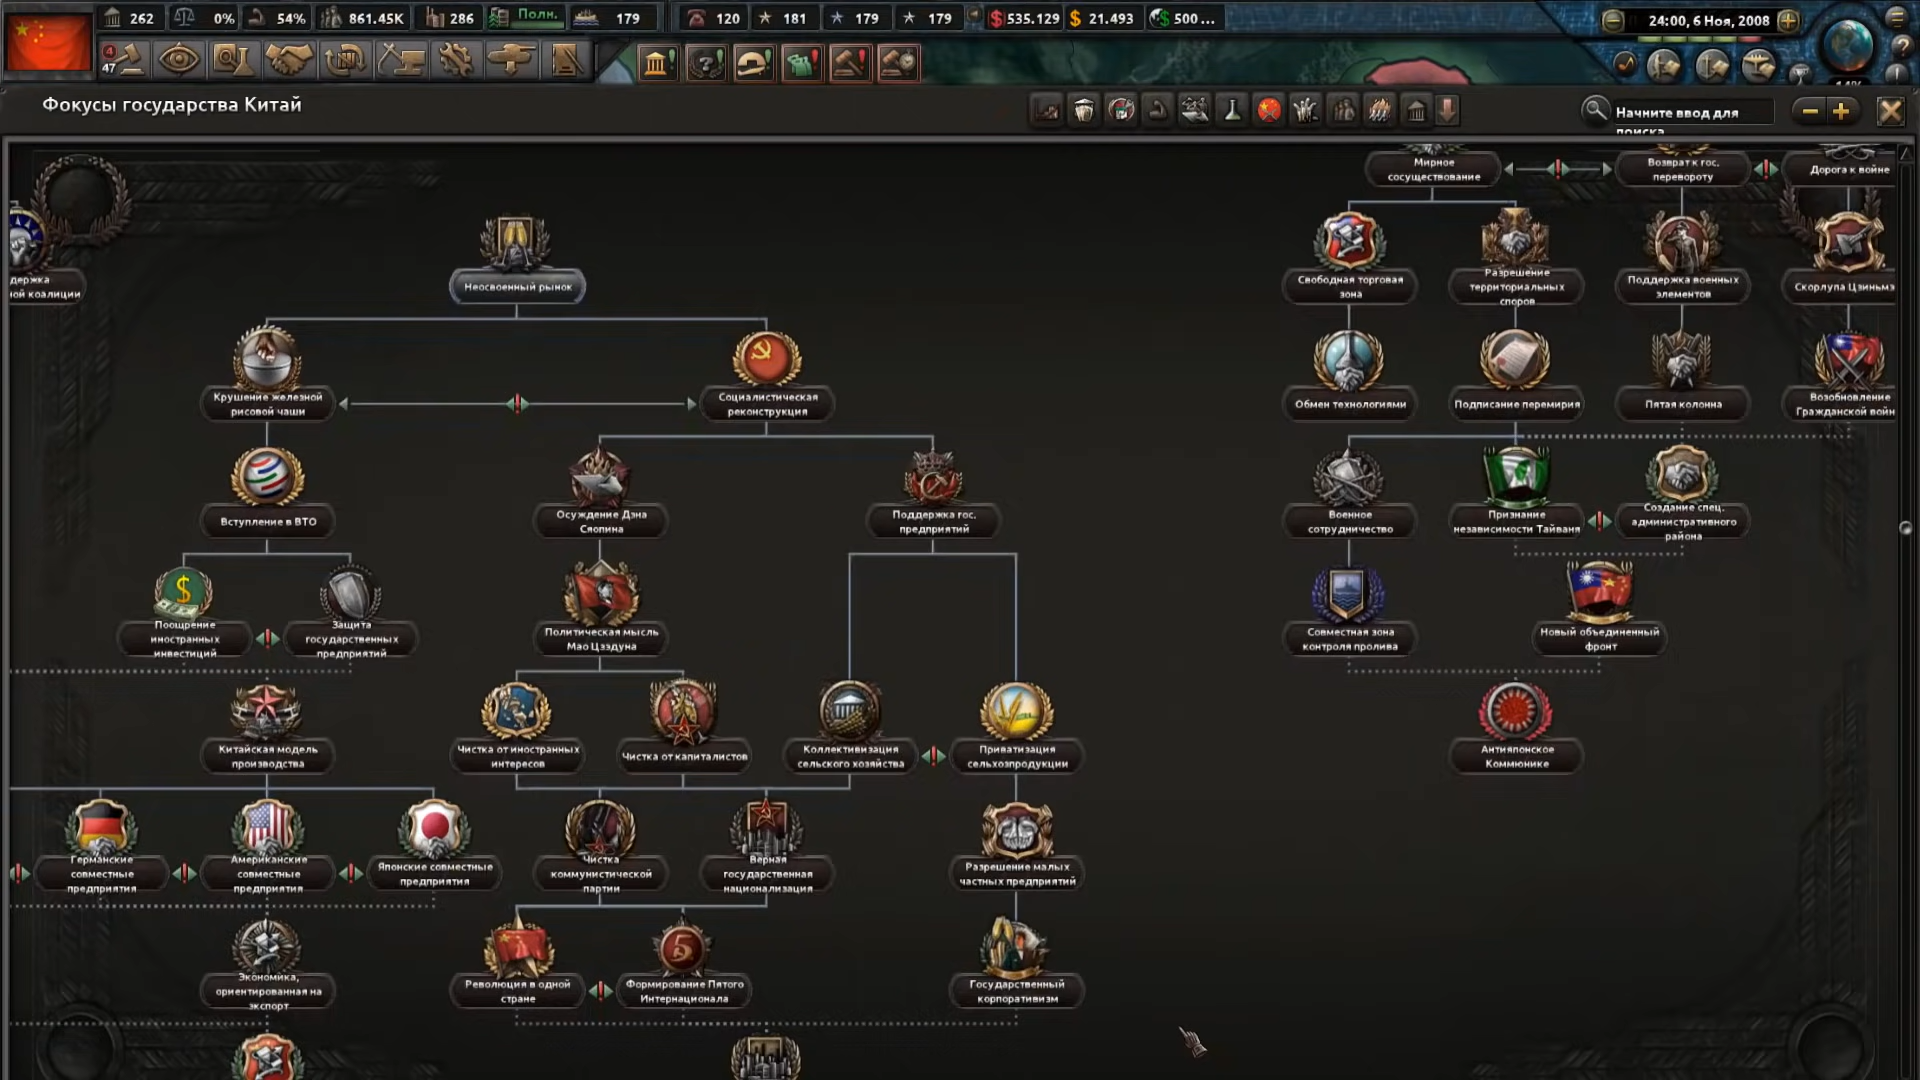 262
0%
54%
861.45K
286
Полн.
179
120
181
179
179
535.129
21.493
500 ...
24:00, 6 Ноя, 2008
4
47
14%
Фокусы государства Китай
Начните ввод для
поиска
Мирное
сосуществование
Возврат к гос.
перевороту
Дорога к войне
держка
ной коалиции
Неосвоенный рынок
Свободная торговая
зона
Разрешение
территориальных
споров
Поддержка военных
элементов
Скорлупа Цзиньмэ
Крушение железной
рисовой чаши
Социалистическая
реконструкция
Обмен технологиями
Подписание перемирия
Пятая колонна
Возобновление
Гражданской войн
Вступление в ВТО
Осуждение Дэна
Сяопина
Поддержка гос.
предприятий
Военное
сотрудничество
Признание
независимости Тайваня
Создание спец.
административного
района
Поощрение
иностранных
инвестиций
Защита
государственных
предприятий
Политическая мысль
Мао Цзэдуна
Совместная зона
контроля пролива
Новый объединенный
фронт
Китайская модель
производства
Чистка от иностранных
интересов
Чистка от капиталистов
Коллективизация
сельского хозяйства
Приватизация
сельхозпродукции
Антияпонское
Коммюнике
Германские
совместные
предприятия
Американские
совместные
предприятия
Японские совместные
предприятия
Чистка
коммунистической
партии
Верная
государственная
национализация
Разрешение малых
частных предприятий
Экономика,
ориентированная на
экспорт
Революция в одной
стране
5
Формирование Пятого
Интернационала
Государственный
корпоративизм